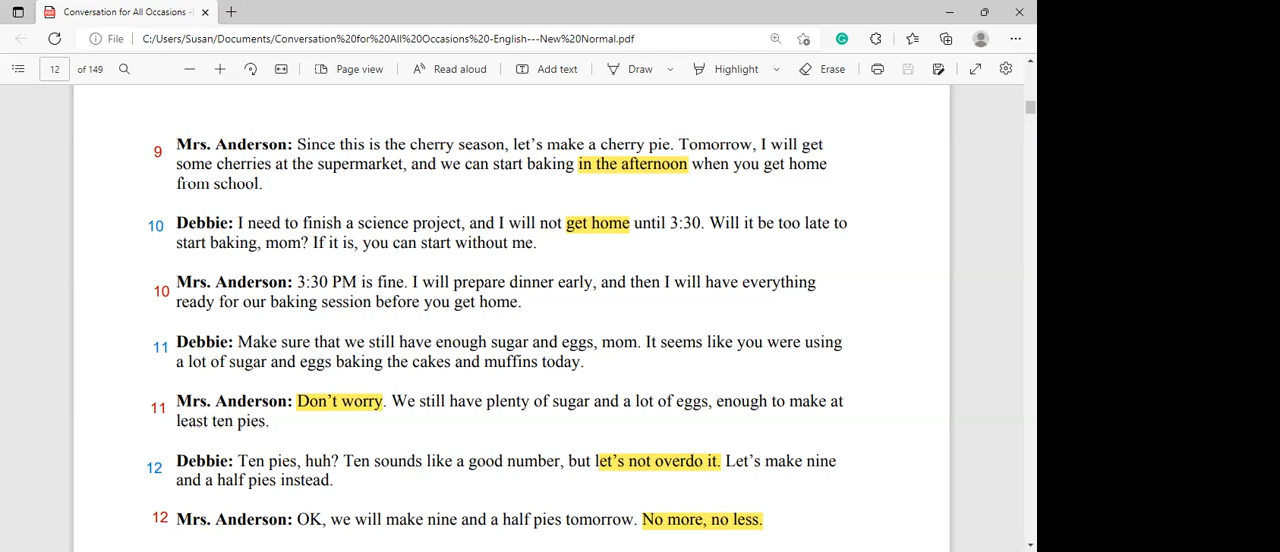 Conversation for All Occasions -
File C:/Users/Susan/Documents/Conversation%20for%20All%20Occasions%20-English---New%20Normal.pdf
12 of 149 Page view Read aloud Add text Draw Highlight Erase
9 Mrs. Anderson: Since this is the cherry season, let’s make a cherry pie. Tomorrow, I will get
some cherries at the supermarket, and we can start baking in the afternoon when you get home
from school.
10 Debbie: I need to finish a science project, and I will not get home until 3:30. Will it be too late to
start baking, mom? If it is, you can start without me.
10 Mrs. Anderson: 3:30 PM is fine. I will prepare dinner early, and then I will have everything
ready for our baking session before you get home.
11 Debbie: Make sure that we still have enough sugar and eggs, mom. It seems like you were using
a lot of sugar and eggs baking the cakes and muffins today.
11 Mrs. Anderson: Don’t worry. We still have plenty of sugar and a lot of eggs, enough to make at
least ten pies.
12 Debbie: Ten pies, huh? Ten sounds like a good number, but let’s not overdo it. Let’s make nine
and a half pies instead.
12 Mrs. Anderson: OK, we will make nine and a half pies tomorrow. No more, no less.